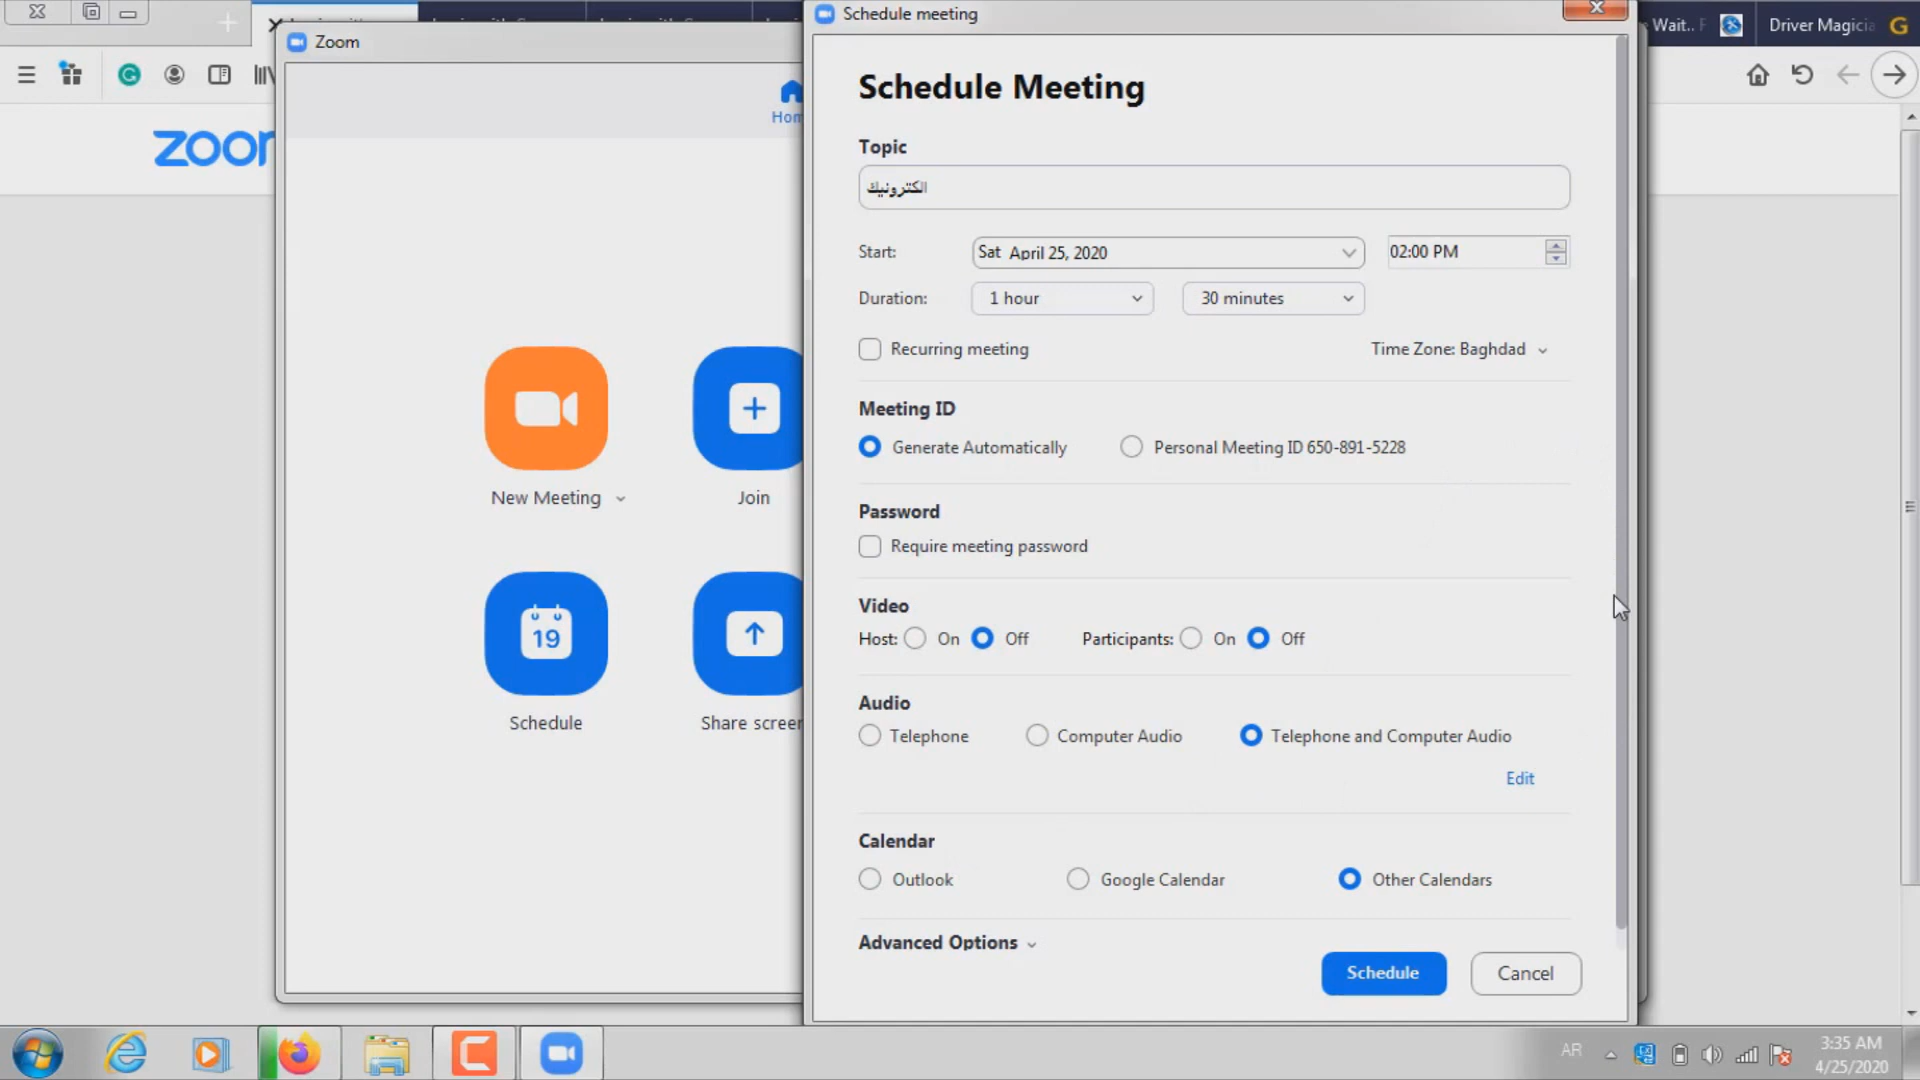 Schedule meeting
Zoom
Wait..
Driver Magicia
zoom
Home
Schedule Meeting
Topic
الكترونيك
Start:
Sat April 25, 2020
02:00 PM
Duration:
1 hour
30 minutes
Recurring meeting
Time Zone: Baghdad
Meeting ID
Generate Automatically
Personal Meeting ID 650-891-5228
New Meeting
Join
Password
Require meeting password
Video
Host:
On
Off
Participants:
On
Off
19
Schedule
Share screen
Audio
Telephone
Computer Audio
Telephone and Computer Audio
Edit
Calendar
Outlook
Google Calendar
Other Calendars
Advanced Options
Schedule
Cancel
AR
3:35 AM
4/25/2020